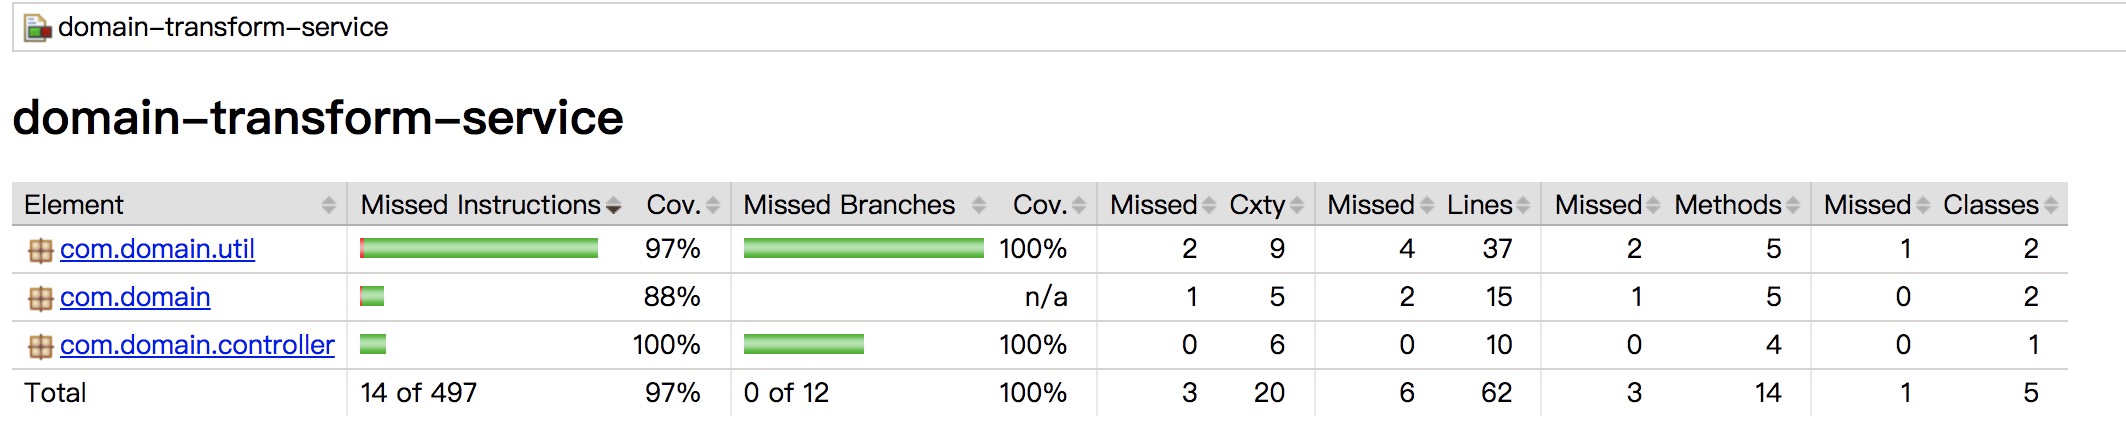 domain-transform-service
domain-transform-service
Element Missed Instructions Cov. Missed Branches Cov. Missed Cxty Missed Lines Missed Methods Missed Classes
com.domain.util 97% 100% 2 9 4 37 2 5 1 2
com.domain 88% n/a 1 5 2 15 1 5 0 2
com.domain.controller 100% 100% 0 6 0 10 0 4 0 1
Total 14 of 497 97% 0 of 12 100% 3 20 6 62 3 14 1 5